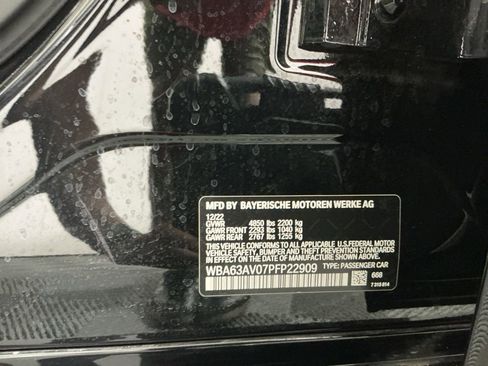 MFD BY BAYERISCHE MOTOREN WERKE AG
12/22
GVWR 4850 lbs 2200 kg
GAWR FRONT 2293 lbs 1040 kg
GAWR REAR 2767 lbs 1255 kg
THIS VEHICLE CONFORMS TO ALL APPLICABLE U.S. FEDERAL MOTOR
VEHICLE SAFETY, BUMPER, AND THEFT PREVENTION STANDARDS
IN EFFECT ON THE DATE OF MANUFACTURE SHOWN ABOVE.
WBA63AV07PFP22909 TYPE: PASSENGER CAR
668